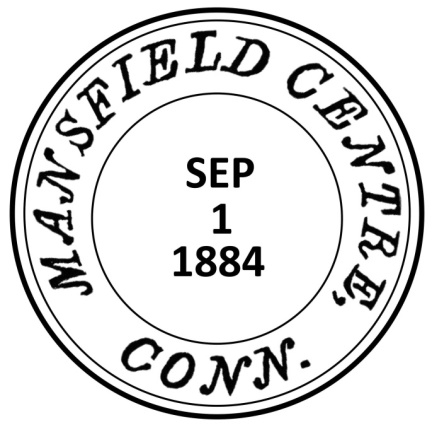 MANSFIELD CENTRE,
SEP
1
1884
CONN.